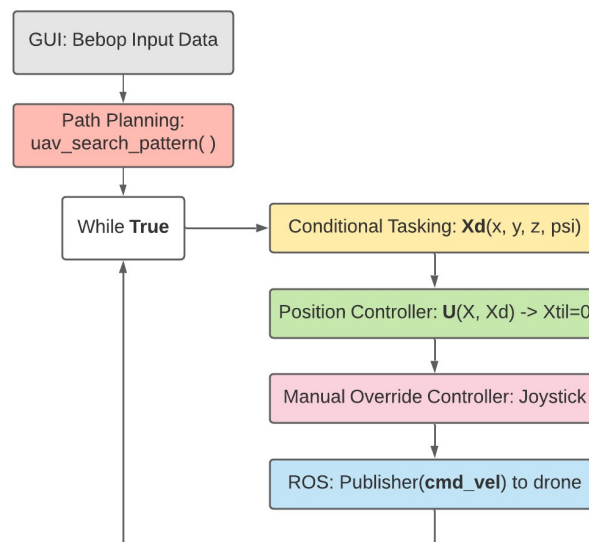 GUI: Bebop Input Data
Path Planning:
uav_search_pattern( )
While True
Conditional Tasking: Xd(x, y, z, psi)
Position Controller: U(X, Xd) -> Xtil=0
Manual Override Controller: Joystick
ROS: Publisher(cmd_vel) to drone